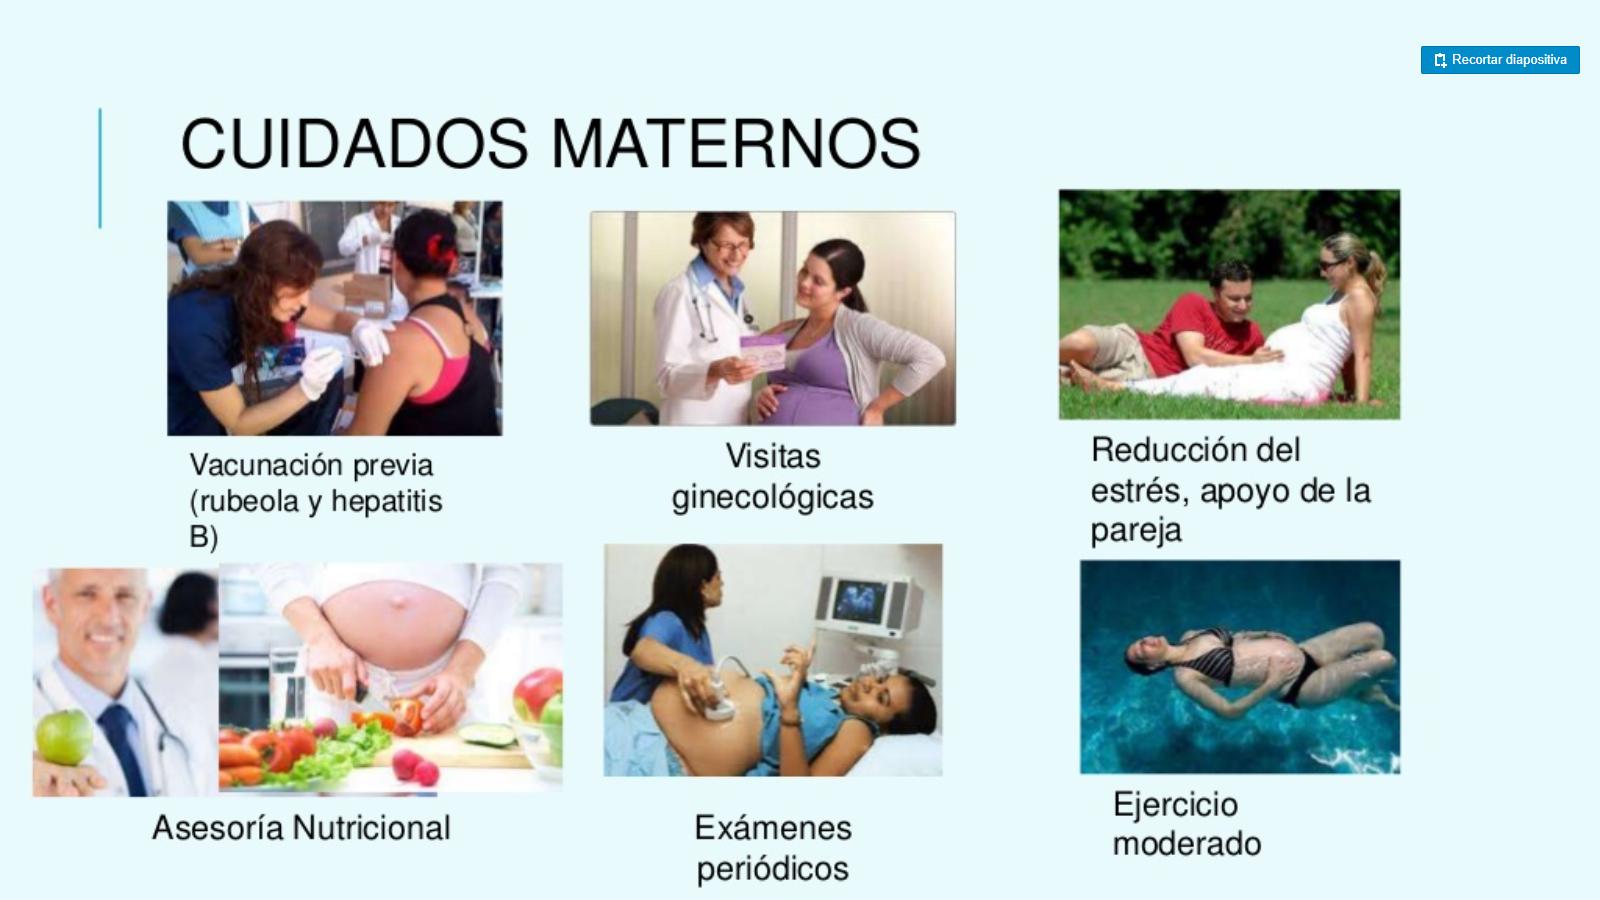 Recortar diapositiva
CUIDADOS MATERNOS
Vacunación previa
(rubeola y hepatitis
B)
Visitas
ginecológicas
Reducción del
estrés, apoyo de la
pareja
Asesoría Nutricional
Exámenes
periódicos
Ejercicio
moderado